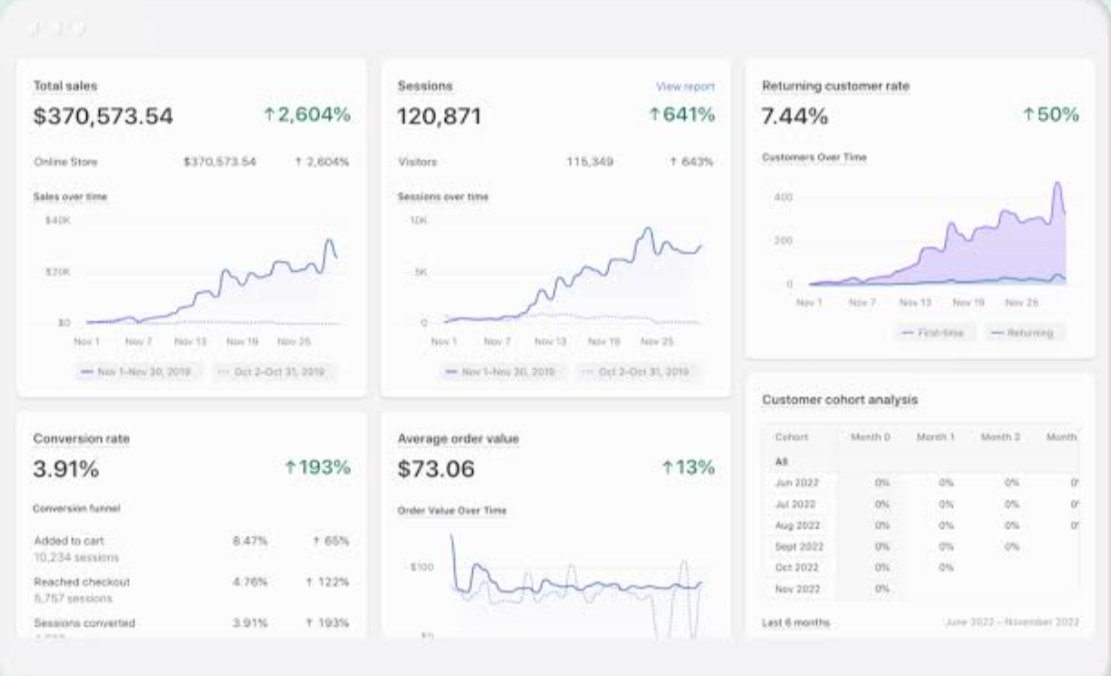 Total sales
$370,573.54 ↑2,604%
Online Store $370,573.54 ↑ 2,604%
Sales over time
$40K
$20K
$0
Nov 1 Nov 7 Nov 13 Nov 19 Nov 25
Nov 1–Nov 30, 2019 Oct 2–Oct 31, 2019
Sessions View report
120,871 ↑641%
Visitors 115,349 ↑ 643%
Sessions over time
10K
5K
0
Nov 1 Nov 7 Nov 13 Nov 19 Nov 25
Nov 1–Nov 30, 2019 Oct 2–Oct 31, 2019
Returning customer rate
7.44% ↑50%
Customers Over Time
400
200
0
Nov 1 Nov 7 Nov 13 Nov 19 Nov 25
First-time Returning
Conversion rate
3.91% ↑193%
Conversion funnel
Added to cart 8.47% ↑ 65%
10,234 sessions
Reached checkout 4.76% ↑ 122%
5,757 sessions
Sessions converted 3.91% ↑ 193%
Average order value
$73.06 ↑13%
Order Value Over Time
$100
$0
Customer cohort analysis
Cohort Month 0 Month 1 Month 2 Month
All
Jun 2022 0% 0% 0% 0
Jul 2022 0% 0% 0% 0
Aug 2022 0% 0% 0% 0
Sept 2022 0% 0% 0%
Oct 2022 0% 0%
Nov 2022 0%
Last 6 months June 2022 – November 2022